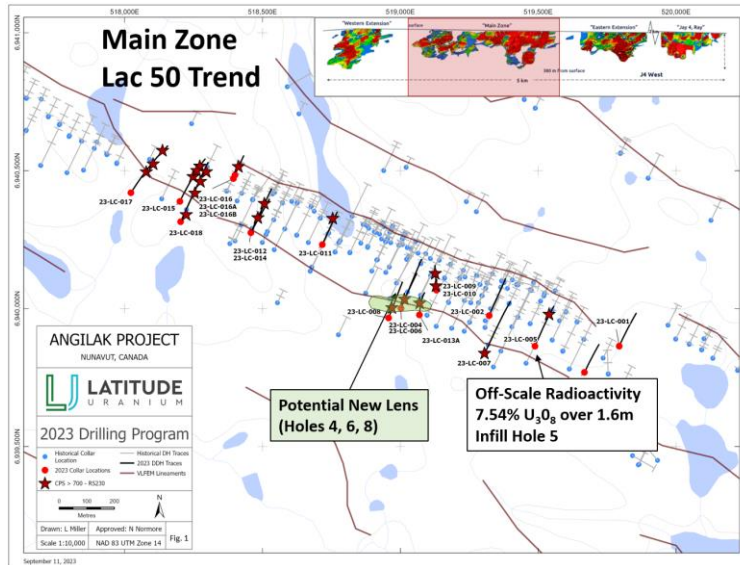 518,000E
518,500E
519,000E
519,500E
520,000E
6,941,000N
6,940,500N
6,940,000N
6,939,500N
Main Zone
Lac 50 Trend
"Western Extension"
surface
"Main Zone"
"Eastern Extension"
"Jay 4, Ray"
J4 West
23-LC-017
23-LC-015
23-LC-018
23-LC-016
23-LC-016A
23-LC-016B
23-LC-012
23-LC-014
23-LC-011
23-LC-009
23-LC-010
23-LC-008
23-LC-004
23-LC-006
23-LC-013A
23-LC-002
23-LC-007
23-LC-005
23-LC-001
Potential New Lens
(Holes 4, 6, 8)
Off-Scale Radioactivity
7.54% U₃0₈ over 1.6m
Infill Hole 5
ANGILAK PROJECT
NUNAVUT, CANADA
LATITUDE
URANIUM
2023 Drilling Program
Historical Collar Location
Historical DH Traces
2023 DDH Traces
2023 Collar Locations
VLFEM Lineaments
CPS > 700 - RS230
0 100 200
Metres
N
Drawn: L Miller
Approved: N Normore
Scale 1:10,000
NAD 83 UTM Zone 14
Fig. 1
September 11, 2023